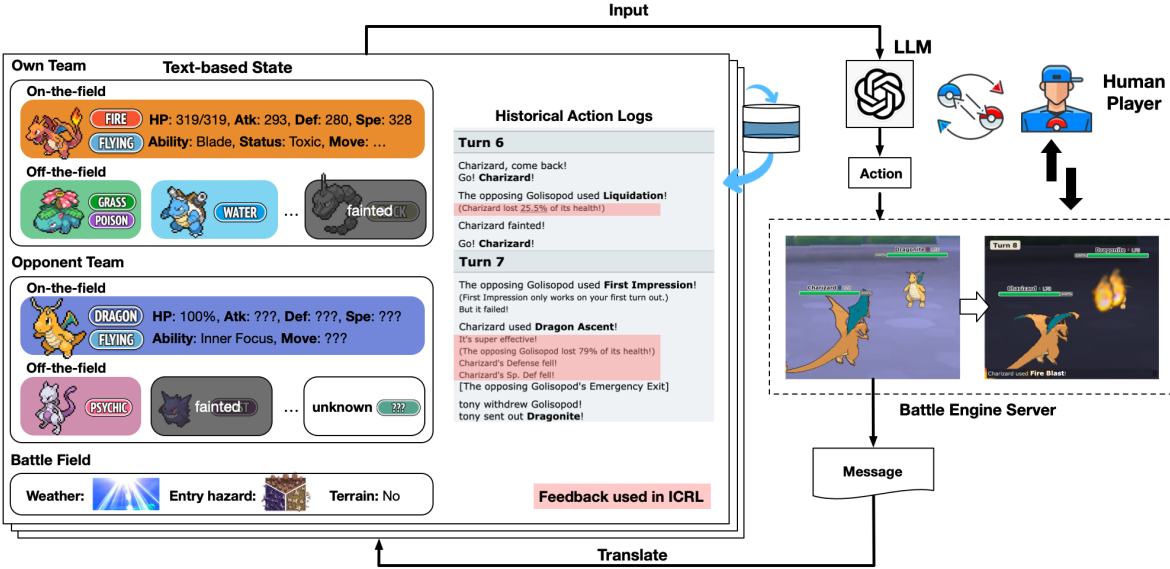 Input
Own Team
Text-based State
On-the-field
FIRE
FLYING
HP: 319/319, Atk: 293, Def: 280, Spe: 328
Ability: Blade, Status: Toxic, Move: ...
Off-the-field
GRASS
POISON
WATER
...
fainted
Opponent Team
On-the-field
DRAGON
FLYING
HP: 100%, Atk: ???, Def: ???, Spe: ???
Ability: Inner Focus, Move: ???
Off-the-field
PSYCHIC
fainted
...
unknown
???
Battle Field
Weather:
Entry hazard:
Terrain: No
Historical Action Logs
Turn 6
Charizard, come back!
Go! Charizard!
The opposing Golisopod used Liquidation!
(Charizard lost 25.5% of its health!)
Charizard fainted!
Go! Charizard!
Turn 7
The opposing Golisopod used First Impression!
(First Impression only works on your first turn out.)
But it failed!
Charizard used Dragon Ascent!
It's super effective!
(The opposing Golisopod lost 79% of its health!)
Charizard's Defense fell!
Charizard's Sp. Def fell!
[The opposing Golisopod's Emergency Exit]
tony withdrew Golisopod!
tony sent out Dragonite!
Feedback used in ICRL
LLM
Action
Human
Player
Dragonite
Charizard
Turn 8
Dragonite
Charizard
Charizard used Fire Blast!
Battle Engine Server
Message
Translate